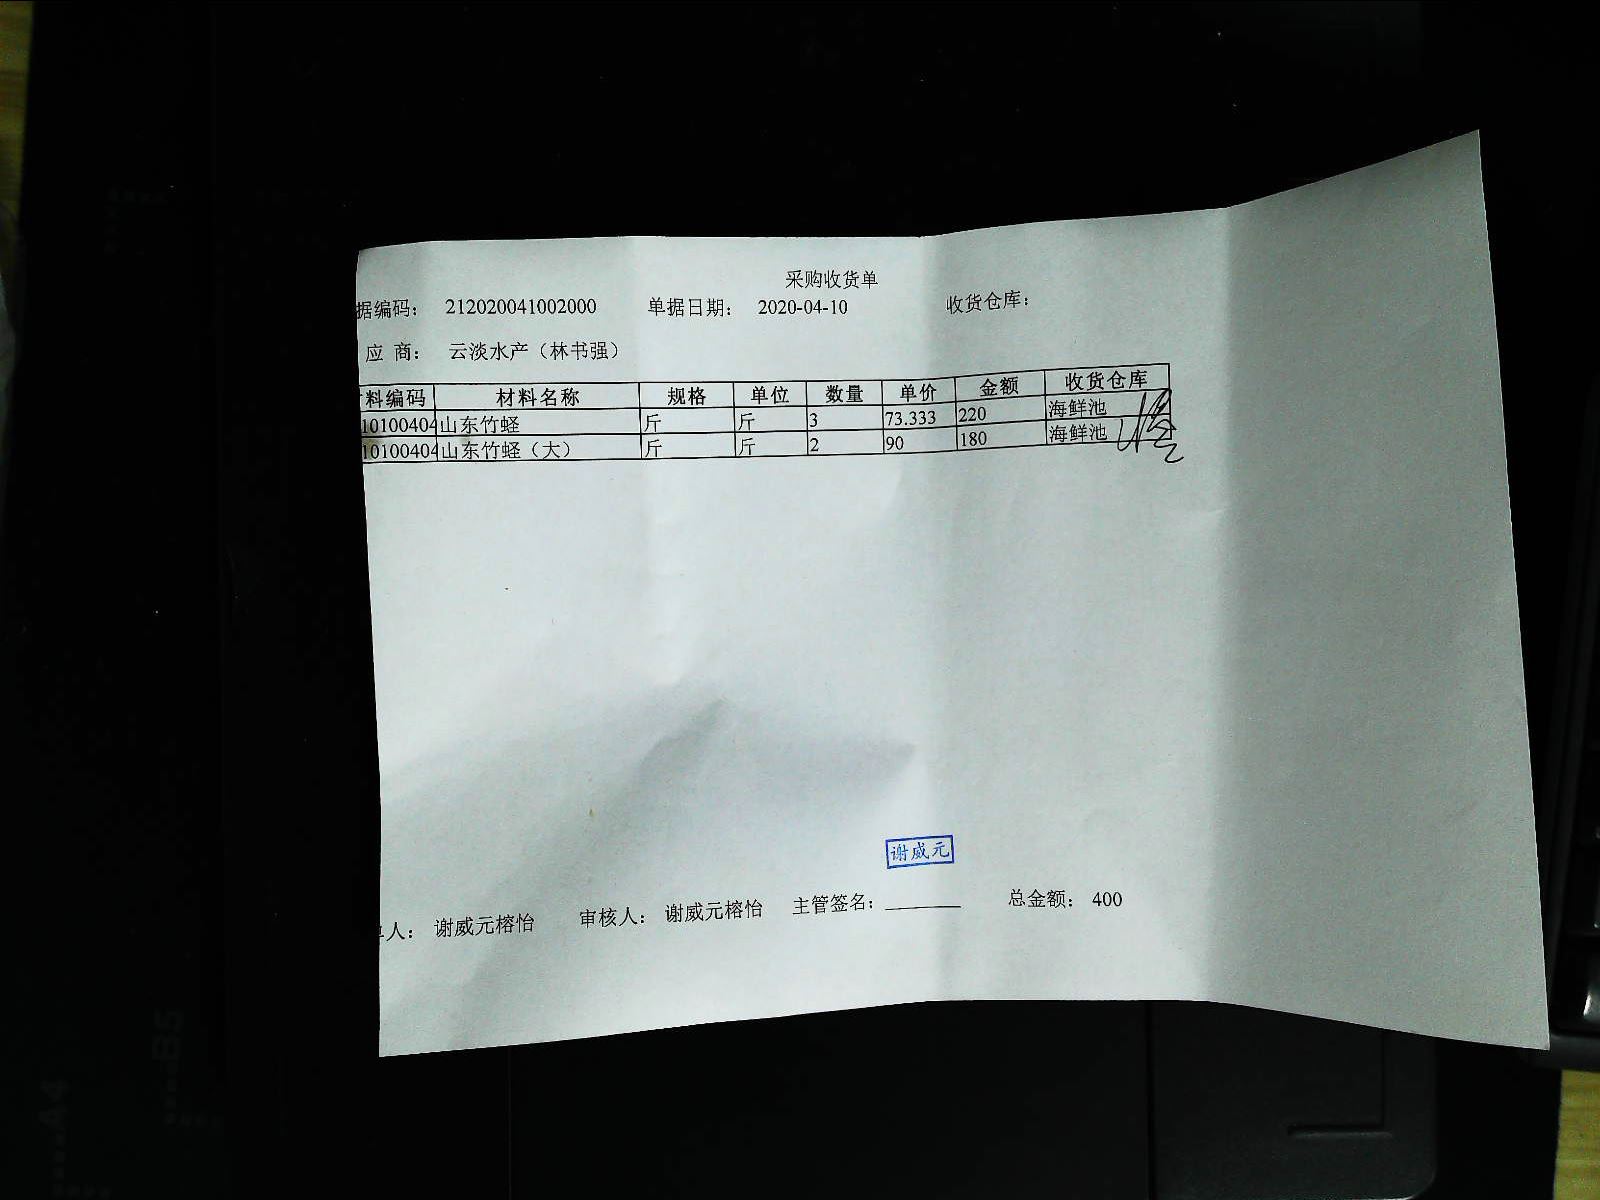 采购收货单
据编码： 212020041002000 单据日期： 2020-04-10 收货仓库：
应 商： 云淡水产（林书强）
料编码 材料名称 规格 单位 数量 单价 金额 收货仓库
10100404 山东竹蛏 斤 斤 3 73.333 220 海鲜池
10100404 山东竹蛏（大） 斤 斤 2 90 180 海鲜池
谢威元
单人： 谢威元榕怡 审核人： 谢威元榕怡 主管签名：________ 总金额： 400
A4
B5